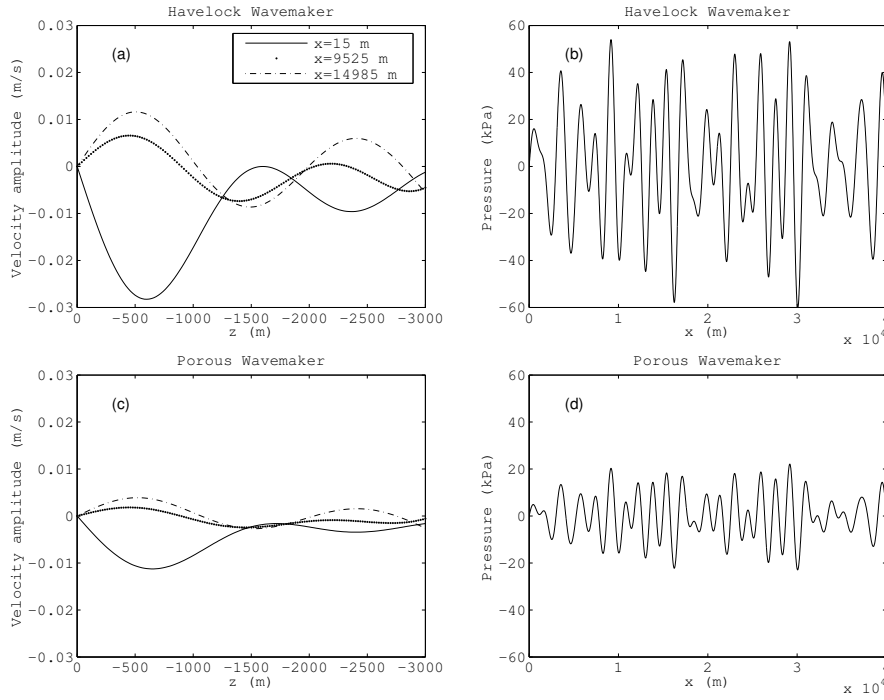 Havelock Wavemaker
(a)
x=15 m
x=9525 m
x=14985 m
0.03
0.02
0.01
0
-0.01
-0.02
-0.03
Velocity amplitude (m/s)
0 -500 -1000 -1500 -2000 -2500 -3000
z (m)
Havelock Wavemaker
(b)
60
40
20
0
-20
-40
-60
Pressure (kPa)
0 1 2 3
x (m)
Porous Wavemaker
(c)
0.03
0.02
0.01
0
-0.01
-0.02
-0.03
Velocity amplitude (m/s)
0 -500 -1000 -1500 -2000 -2500 -3000
z (m)
Porous Wavemaker
(d)
60
40
20
0
-20
-40
-60
Pressure (kPa)
0 1 2 3
x (m)